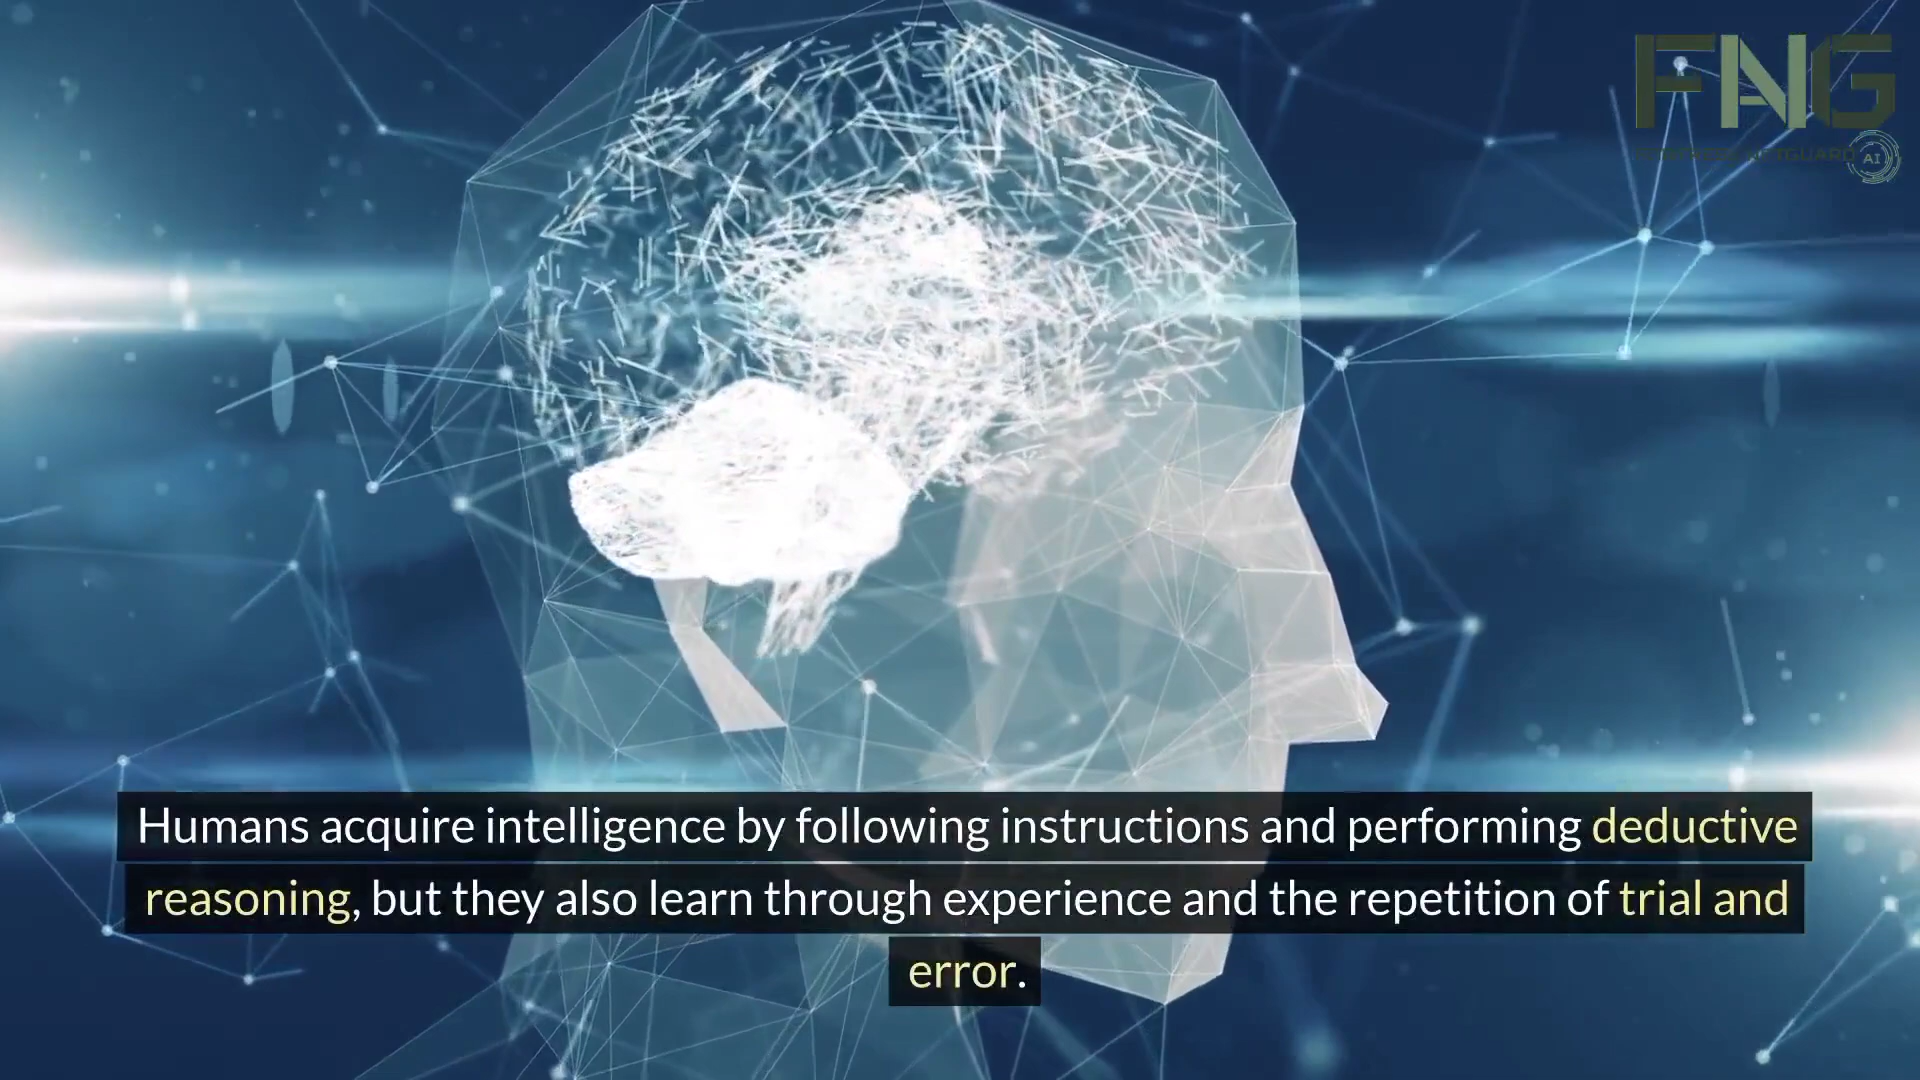 FNG
AI
Humans acquire intelligence by following instructions and performing deductive
reasoning, but they also learn through experience and the repetition of trial and
error.